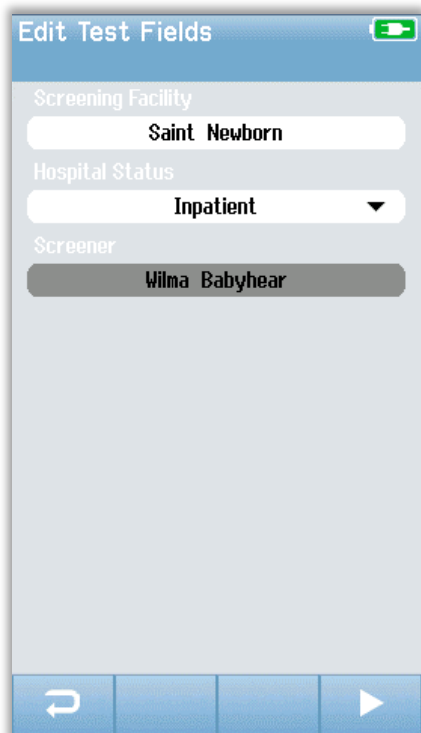 Edit Test Fields
Screening Facility
Saint Newborn
Hospital Status
Inpatient
Screener
Wilma Babyhear